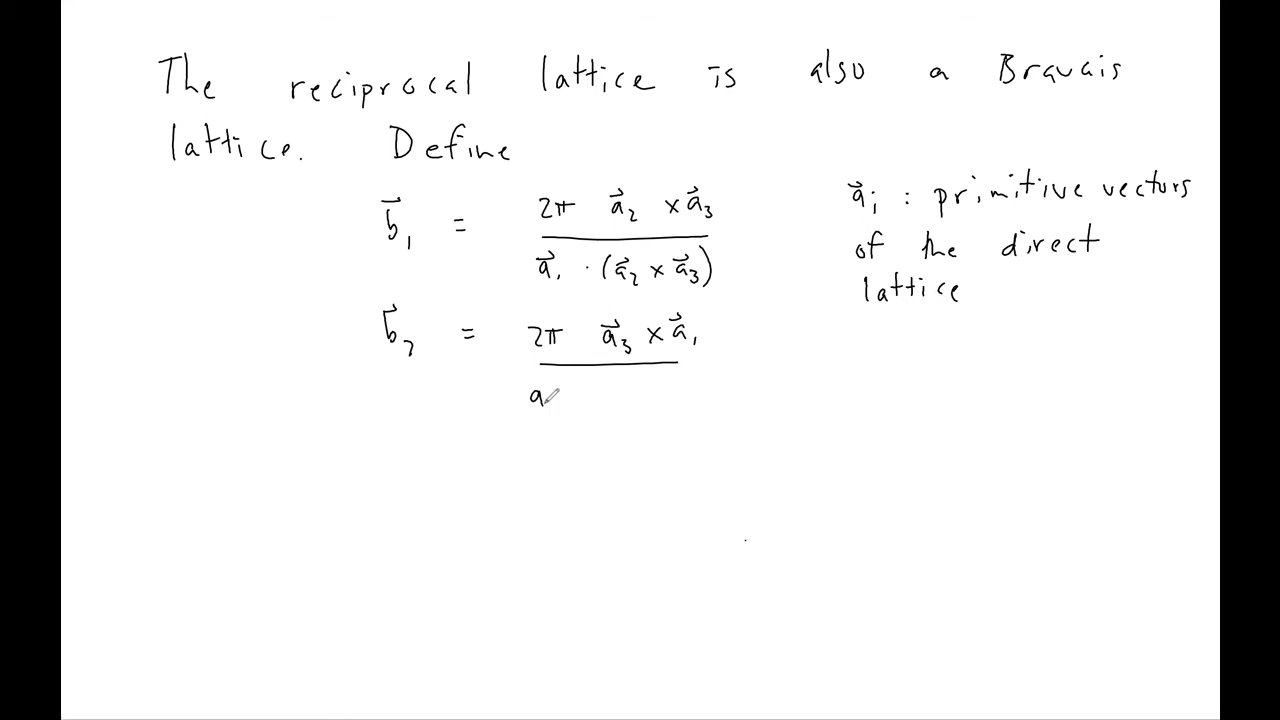 The reciprocal lattice is also a Bravais
lattice. Define
b⃗₁ = 2π a⃗₂ × a⃗₃ / a⃗₁ · (a⃗₂ × a⃗₃)
a⃗ᵢ : primitive vectors
of the direct
lattice
b⃗₂ = 2π a⃗₃ × a⃗₁ / a